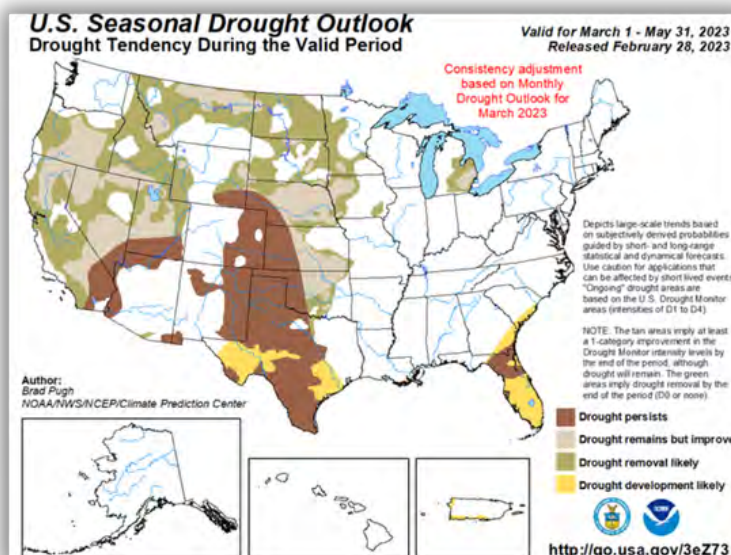 U.S. Seasonal Drought Outlook
Drought Tendency During the Valid Period
Valid for March 1 - May 31, 2023
Released February 28, 2023
Consistency adjustment
based on Monthly
Drought Outlook for
March 2023
Depicts large-scale trends based
on subjectively derived probabilities
guided by short- and long-range
statistical and dynamical forecasts.
Use caution for applications that
can be affected by short lived events.
"Ongoing" drought areas are
based on the U.S. Drought Monitor
areas (intensities of D1 to D4).
NOTE: The tan areas imply at least
a 1-category improvement in the
Drought Monitor intensity levels by
the end of the period, although
drought will remain. The green
areas imply drought removal by the
end of the period (D0 or none).
Author:
Brad Pugh
NOAA/NWS/NCEP/Climate Prediction Center
Drought persists
Drought remains but improve
Drought removal likely
Drought development likely
http://go.usa.gov/3eZ73